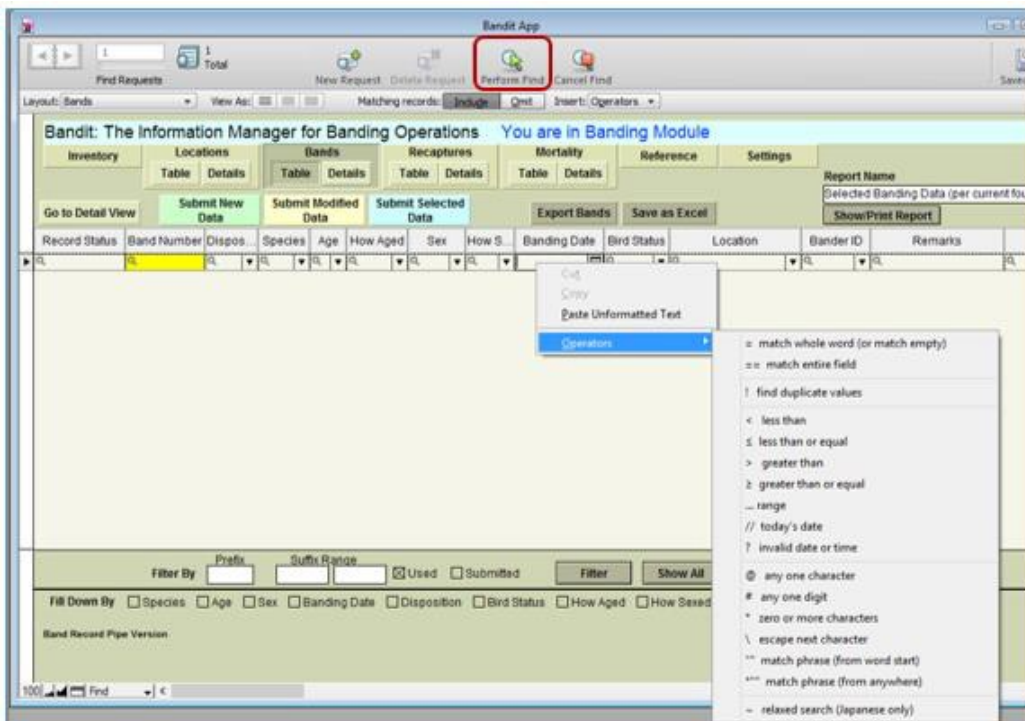 Bandit App
1
1
Total
Find Requests
New Request Delete Request Perform Find Cancel Find
Layout: Bands View As: Matching records: Include Omit Insert: Operators
Bandit: The Information Manager for Banding Operations You are in Banding Module
Inventory Locations Bands Recaptures Mortality Reference Settings
Table Details Table Details Table Details Table Details
Report Name
Selected Banding Data (per current fou
Go to Detail View Submit New Data Submit Modified Data Submit Selected Data Export Bands Save as Excel Show/Print Report
Record Status Band Number Dispos... Species Age How Aged Sex How S... Banding Date Bird Status Location Bander ID Remarks
Cut
Copy
Paste Unformatted Text
Operators
= match whole word (or match empty)
== match entire field
! find duplicate values
< less than
≤ less than or equal
> greater than
≥ greater than or equal
... range
// today's date
? invalid date or time
@ any one character
# any one digit
* zero or more characters
\ escape next character
"" match phrase (from word start)
*"" match phrase (from anywhere)
~ relaxed search (Japanese only)
Prefix Suffix Range
Filter By Used Submitted Filter Show All
Fill Down By Species Age Sex Banding Date Disposition Bird Status How Aged How Sexed
Band Record Pipe Version
100 Find